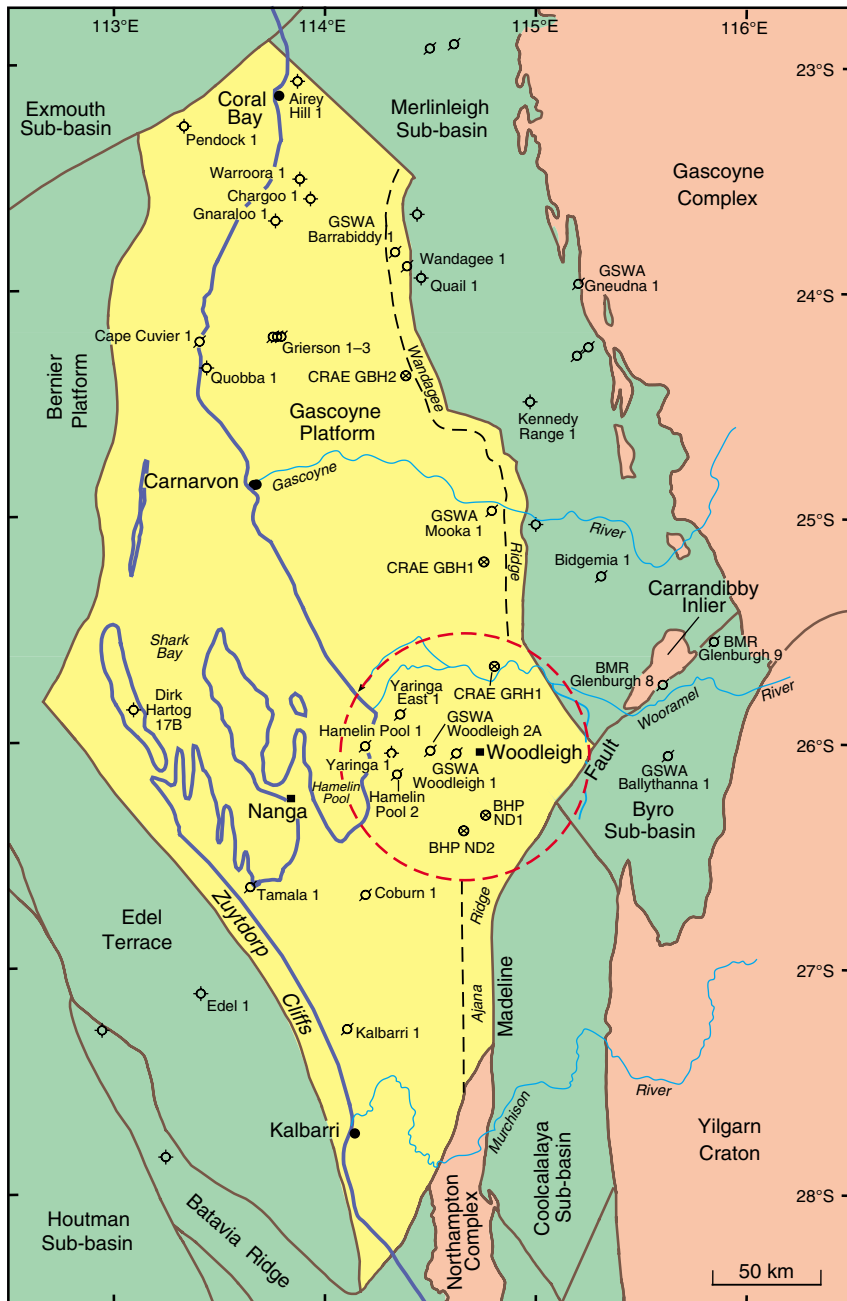 113°E
114°E
115°E
116°E
23°S
24°S
25°S
26°S
27°S
28°S
Exmouth
Sub-basin
Coral
Bay
Airey
Hill 1
Merlinleigh
Sub-basin
Gascoyne
Complex
Pendock 1
Warroora 1
Chargoo 1
Gnaraloo 1
GSWA
Barrabiddy 1
Wandagee 1
Quail 1
GSWA
Gneudna 1
Cape Cuvier 1
Grierson 1–3
Quobba 1
CRAE GBH2
Wandagee
Bernier
Platform
Gascoyne
Platform
Kennedy
Range 1
Carnarvon
Gascoyne
GSWA
Mooka 1
River
CRAE GBH1
Ridge
Bidgemia 1
Carrandibby
Inlier
Shark
Bay
BMR
Glenburgh 9
BMR
Glenburgh 8
Dirk
Hartog
17B
Yaringa
East 1
CRAE GRH1
Wooramel
River
Hamelin Pool 1
GSWA
Woodleigh 2A
Woodleigh
Yaringa 1
GSWA
Woodleigh 1
Fault
GSWA
Ballythanna 1
Nanga
Hamelin
Pool
Hamelin
Pool 2
BHP
ND1
BHP ND2
Byro
Sub-basin
Tamala 1
Coburn 1
Ridge
Edel
Terrace
Zuytdorp
Cliffs
Edel 1
Ajana
Madeline
Kalbarri 1
Kalbarri
Murchison
River
Yilgarn
Craton
Houtman
Sub-basin
Batavia Ridge
Northampton
Complex
Coolcalalaya
Sub-basin
50 km